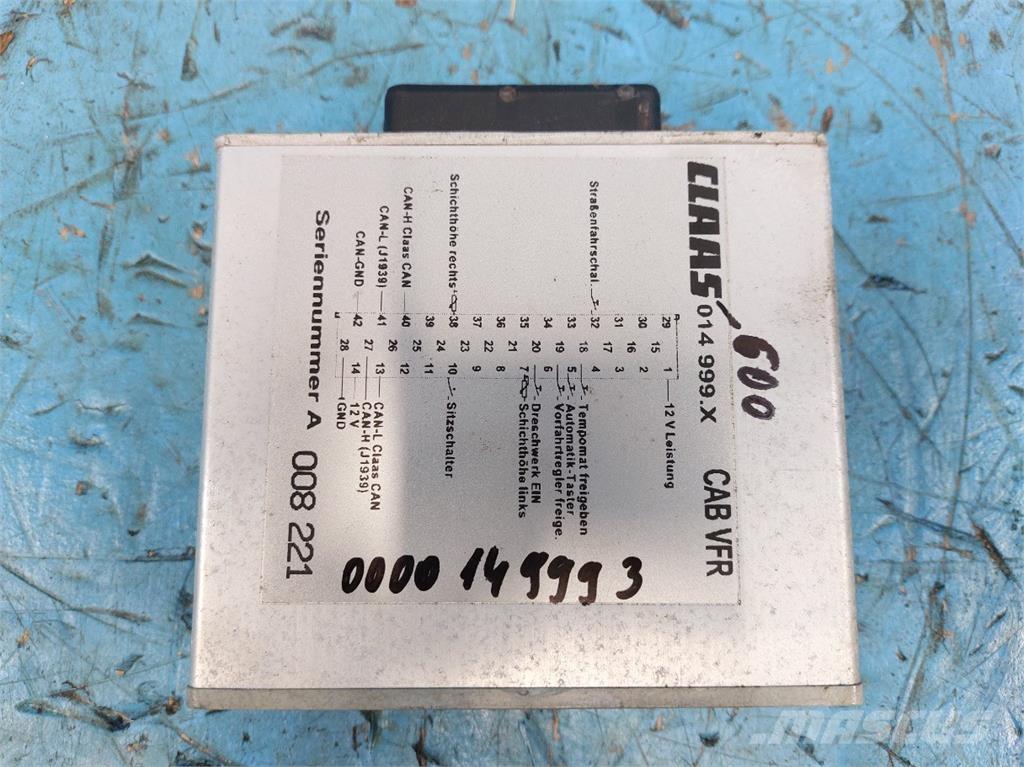 CLAAS 014 999.X CAB VFR
600
29 15 1 12 V Leistung
30 2
16
31 3
17
Straßenfahrschal. 32 4
18 Tempomat freigeben
33 5 Automatik-Taster
19 Vorfahrtregler freige.
34 6
20 Dreschwerk EIN
35 7 Schichthöhe links
21
36 8
22
37 9
23
Schichthöhe rechts 38 10 Sitzschalter
24
39 11
25
CAN-H Claas CAN 40 12
26
CAN-L (J1939) 41 13 CAN-L Claas CAN
27 CAN-H (J1939)
CAN-GND 42 14 12 V
28 GND
Seriennummer A 008 221
0000 149993
MASCUS